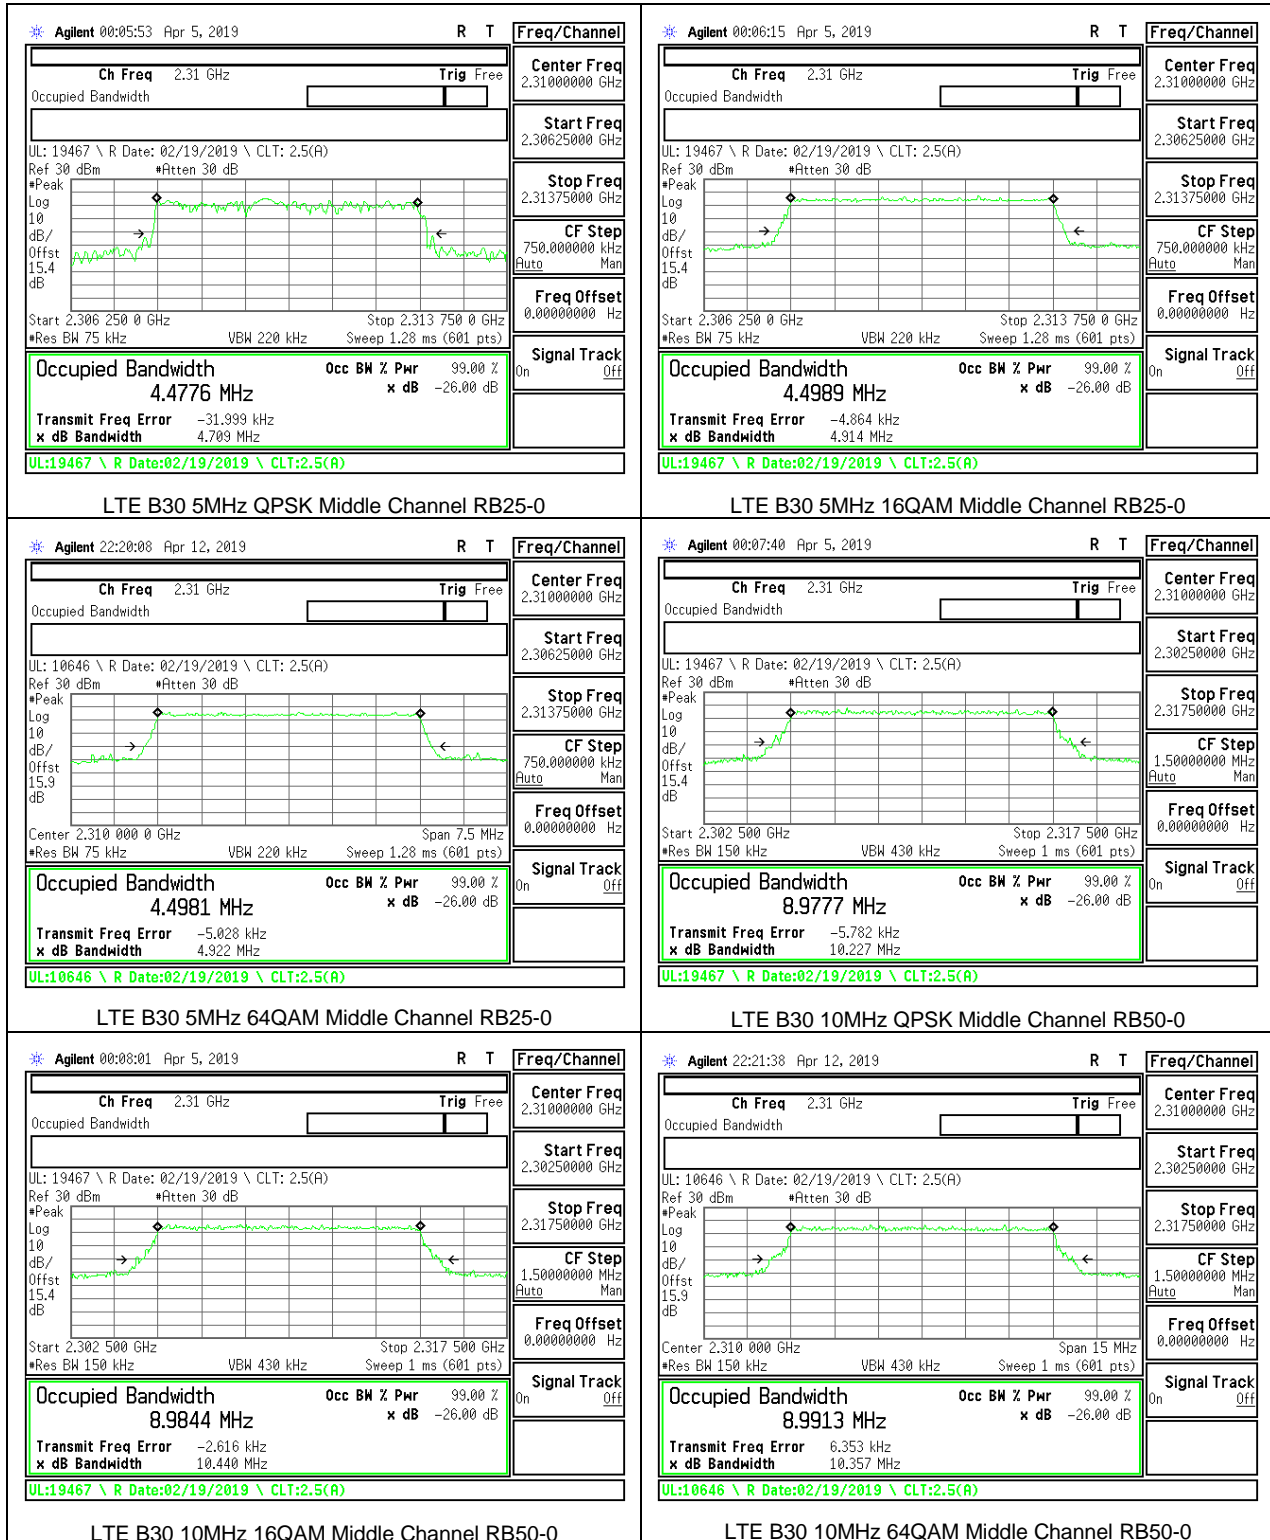 Agilent 00:05:53 Apr 5, 2019 R T
Freq/Channel
Ch Freq 2.31 GHz Trig Free
Occupied Bandwidth
Center Freq
2.31000000 GHz
Start Freq
2.30625000 GHz
UL: 19467 \ R Date: 02/19/2019 \ CLT: 2.5(A)
Ref 30 dBm #Atten 30 dB
#Peak
Log
10
dB/
Offst
15.4
dB
Stop Freq
2.31375000 GHz
CF Step
750.000000 kHz
Auto Man
Freq Offset
0.00000000 Hz
Start 2.306 250 0 GHz Stop 2.313 750 0 GHz
#Res BW 75 kHz VBW 220 kHz Sweep 1.28 ms (601 pts)
Signal Track
On Off
Occupied Bandwidth Occ BW % Pwr 99.00 %
4.4776 MHz x dB -26.00 dB
Transmit Freq Error -31.999 kHz
x dB Bandwidth 4.709 MHz
UL:19467 \ R Date:02/19/2019 \ CLT:2.5(A)
LTE B30 5MHz QPSK Middle Channel RB25-0
Agilent 00:06:15 Apr 5, 2019 R T
Freq/Channel
Ch Freq 2.31 GHz Trig Free
Occupied Bandwidth
Center Freq
2.31000000 GHz
Start Freq
2.30625000 GHz
UL: 19467 \ R Date: 02/19/2019 \ CLT: 2.5(A)
Ref 30 dBm #Atten 30 dB
#Peak
Log
10
dB/
Offst
15.4
dB
Stop Freq
2.31375000 GHz
CF Step
750.000000 kHz
Auto Man
Freq Offset
0.00000000 Hz
Start 2.306 250 0 GHz Stop 2.313 750 0 GHz
#Res BW 75 kHz VBW 220 kHz Sweep 1.28 ms (601 pts)
Signal Track
On Off
Occupied Bandwidth Occ BW % Pwr 99.00 %
4.4989 MHz x dB -26.00 dB
Transmit Freq Error -4.864 kHz
x dB Bandwidth 4.914 MHz
UL:19467 \ R Date:02/19/2019 \ CLT:2.5(A)
LTE B30 5MHz 16QAM Middle Channel RB25-0
Agilent 22:20:08 Apr 12, 2019 R T
Freq/Channel
Ch Freq 2.31 GHz Trig Free
Occupied Bandwidth
Center Freq
2.31000000 GHz
Start Freq
2.30625000 GHz
UL: 10646 \ R Date: 02/19/2019 \ CLT: 2.5(A)
Ref 30 dBm #Atten 30 dB
#Peak
Log
10
dB/
Offst
15.9
dB
Stop Freq
2.31375000 GHz
CF Step
750.000000 kHz
Auto Man
Freq Offset
0.00000000 Hz
Center 2.310 000 0 GHz Span 7.5 MHz
#Res BW 75 kHz VBW 220 kHz Sweep 1.28 ms (601 pts)
Signal Track
On Off
Occupied Bandwidth Occ BW % Pwr 99.00 %
4.4981 MHz x dB -26.00 dB
Transmit Freq Error -5.028 kHz
x dB Bandwidth 4.922 MHz
UL:10646 \ R Date:02/19/2019 \ CLT:2.5(A)
LTE B30 5MHz 64QAM Middle Channel RB25-0
Agilent 00:07:40 Apr 5, 2019 R T
Freq/Channel
Ch Freq 2.31 GHz Trig Free
Occupied Bandwidth
Center Freq
2.31000000 GHz
Start Freq
2.30250000 GHz
UL: 19467 \ R Date: 02/19/2019 \ CLT: 2.5(A)
Ref 30 dBm #Atten 30 dB
#Peak
Log
10
dB/
Offst
15.4
dB
Stop Freq
2.31750000 GHz
CF Step
1.50000000 MHz
Auto Man
Freq Offset
0.00000000 Hz
Start 2.302 500 GHz Stop 2.317 500 GHz
#Res BW 150 kHz VBW 430 kHz Sweep 1 ms (601 pts)
Signal Track
On Off
Occupied Bandwidth Occ BW % Pwr 99.00 %
8.9777 MHz x dB -26.00 dB
Transmit Freq Error -5.782 kHz
x dB Bandwidth 10.227 MHz
UL:19467 \ R Date:02/19/2019 \ CLT:2.5(A)
LTE B30 10MHz QPSK Middle Channel RB50-0
Agilent 00:08:01 Apr 5, 2019 R T
Freq/Channel
Ch Freq 2.31 GHz Trig Free
Occupied Bandwidth
Center Freq
2.31000000 GHz
Start Freq
2.30250000 GHz
UL: 19467 \ R Date: 02/19/2019 \ CLT: 2.5(A)
Ref 30 dBm #Atten 30 dB
#Peak
Log
10
dB/
Offst
15.4
dB
Stop Freq
2.31750000 GHz
CF Step
1.50000000 MHz
Auto Man
Freq Offset
0.00000000 Hz
Start 2.302 500 GHz Stop 2.317 500 GHz
#Res BW 150 kHz VBW 430 kHz Sweep 1 ms (601 pts)
Signal Track
On Off
Occupied Bandwidth Occ BW % Pwr 99.00 %
8.9844 MHz x dB -26.00 dB
Transmit Freq Error -2.616 kHz
x dB Bandwidth 10.440 MHz
UL:19467 \ R Date:02/19/2019 \ CLT:2.5(A)
LTE B30 10MHz 16QAM Middle Channel RB50-0
Agilent 22:21:38 Apr 12, 2019 R T
Freq/Channel
Ch Freq 2.31 GHz Trig Free
Occupied Bandwidth
Center Freq
2.31000000 GHz
Start Freq
2.30250000 GHz
UL: 10646 \ R Date: 02/19/2019 \ CLT: 2.5(A)
Ref 30 dBm #Atten 30 dB
#Peak
Log
10
dB/
Offst
15.9
dB
Stop Freq
2.31750000 GHz
CF Step
1.50000000 MHz
Auto Man
Freq Offset
0.00000000 Hz
Center 2.310 000 GHz Span 15 MHz
#Res BW 150 kHz VBW 430 kHz Sweep 1 ms (601 pts)
Signal Track
On Off
Occupied Bandwidth Occ BW % Pwr 99.00 %
8.9913 MHz x dB -26.00 dB
Transmit Freq Error 6.353 kHz
x dB Bandwidth 10.357 MHz
UL:10646 \ R Date:02/19/2019 \ CLT:2.5(A)
LTE B30 10MHz 64QAM Middle Channel RB50-0